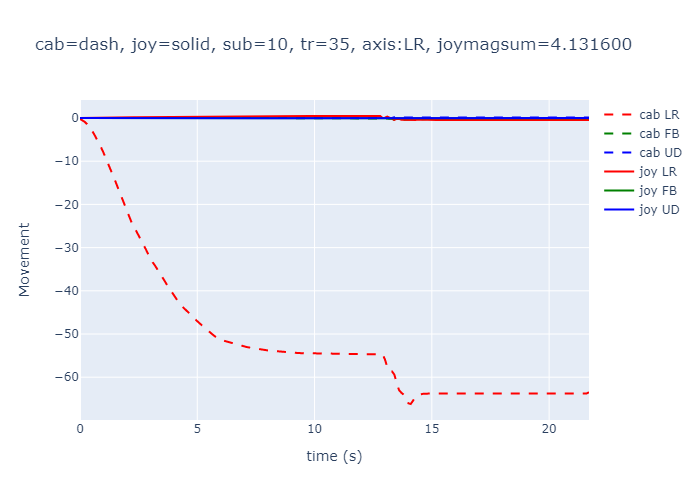 cab=dash, joy=solid, sub=10, tr=35, axis:LR, joymagsum=4.131600
cab LR
cab FB
cab UD
joy LR
joy FB
joy UD
0
−10
−20
−30
−40
−50
−60
Movement
0 5 10 15 20
time (s)